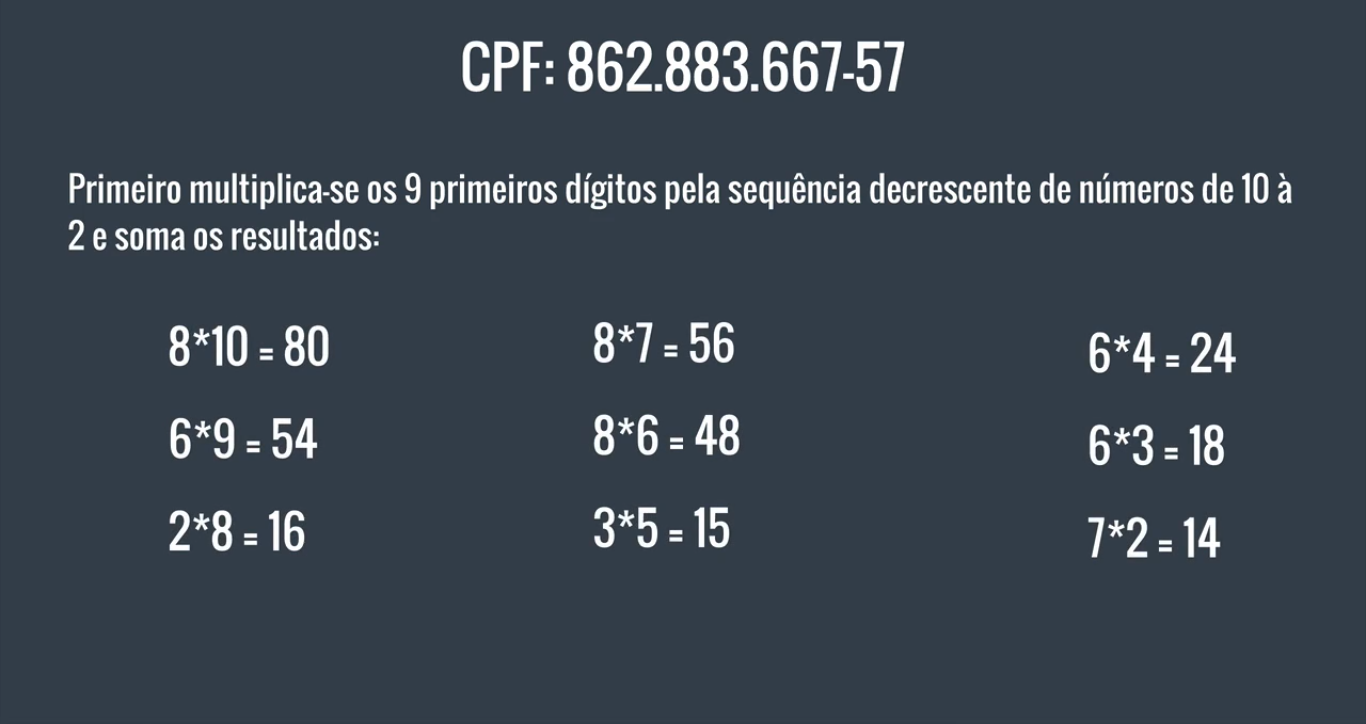 CPF: 862.883.667-57
Primeiro multiplica-se os 9 primeiros dígitos pela sequência decrescente de números de 10 à
2 e soma os resultados:
8*10 = 80
6*9 = 54
2*8 = 16
8*7 = 56
8*6 = 48
3*5 = 15
6*4 = 24
6*3 = 18
7*2 = 14